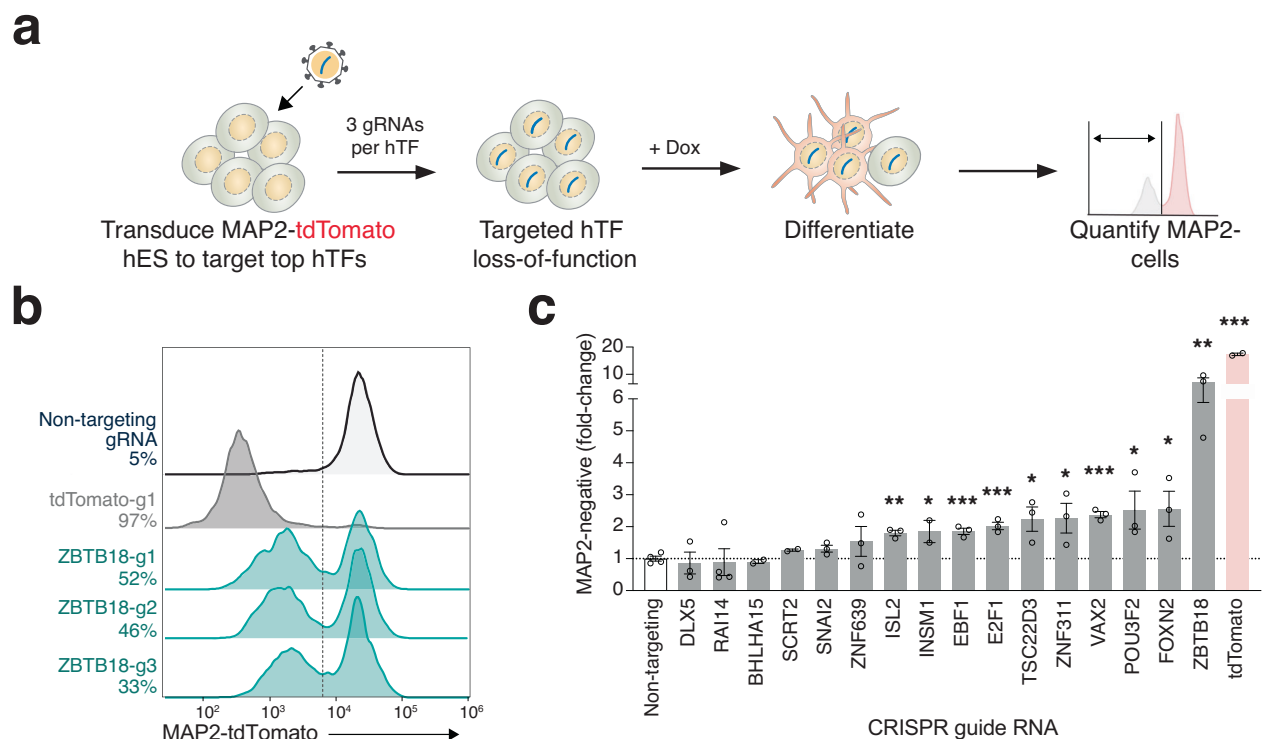 a
3 gRNAs
per hTF
+ Dox
Transduce MAP2-tdTomato
hES to target top hTFs
Targeted hTF
loss-of-function
Differentiate
Quantify MAP2-
cells
b
Non-targeting
gRNA
5%
tdTomato-g1
97%
ZBTB18-g1
52%
ZBTB18-g2
46%
ZBTB18-g3
33%
10² 10³ 10⁴ 10⁵ 10⁶
MAP2-tdTomato
c
MAP2-negative (fold-change)
20
10
6
4
3
2
1
0
** * *** *** * * *** * * ** ***
Non-targeting
DLX5
RAI14
BHLHA15
SCRT2
SNAI2
ZNF639
ISL2
INSM1
EBF1
E2F1
TSC22D3
ZNF311
VAX2
POU3F2
FOXN2
ZBTB18
tdTomato
CRISPR guide RNA